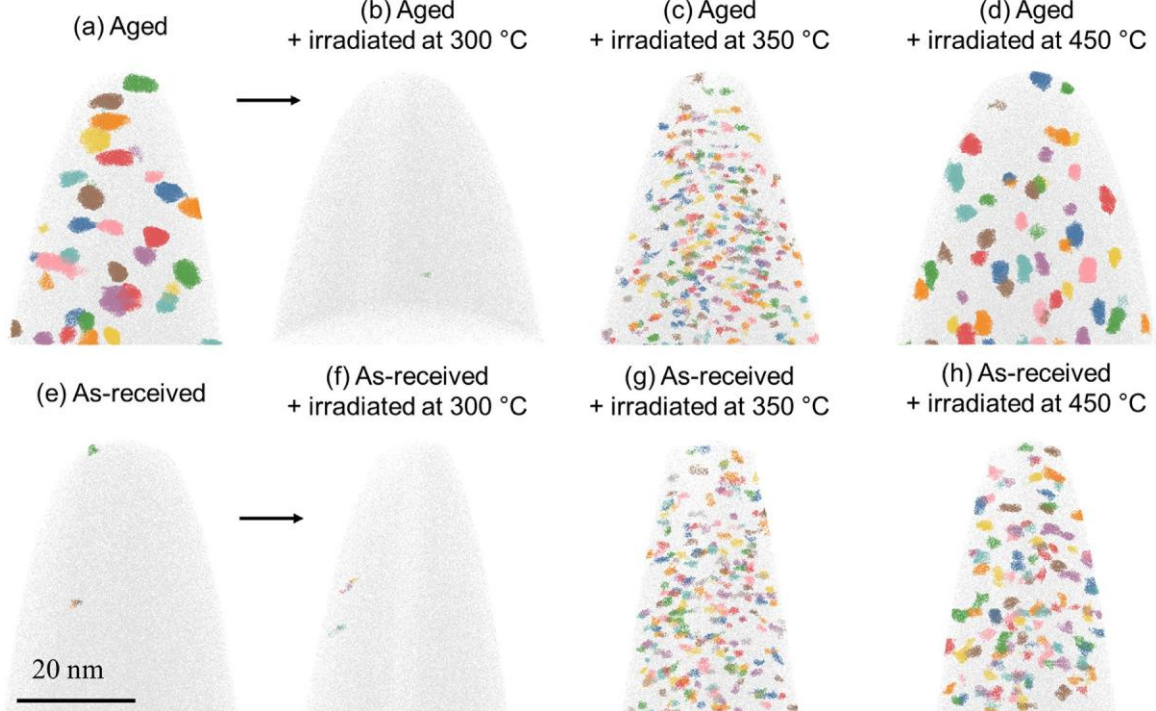 (a) Aged
(b) Aged
+ irradiated at 300 °C
(c) Aged
+ irradiated at 350 °C
(d) Aged
+ irradiated at 450 °C
(e) As-received
(f) As-received
+ irradiated at 300 °C
(g) As-received
+ irradiated at 350 °C
(h) As-received
+ irradiated at 450 °C
20 nm